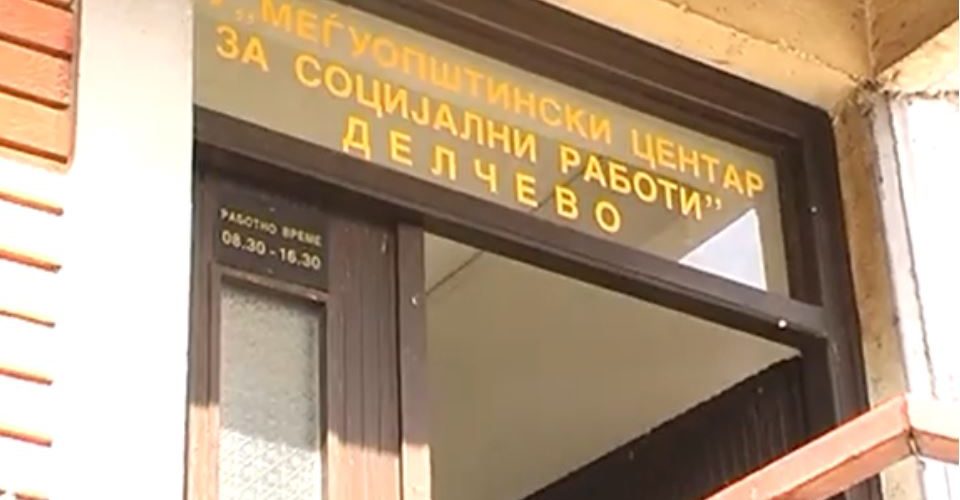 „МЕЃУОПШТИНСКИ ЦЕНТАР
ЗА СОЦИЈАЛНИ РАБОТИ”
ДЕЛЧЕВО
РАБОТНО ВРЕМЕ
08.30 - 16.30